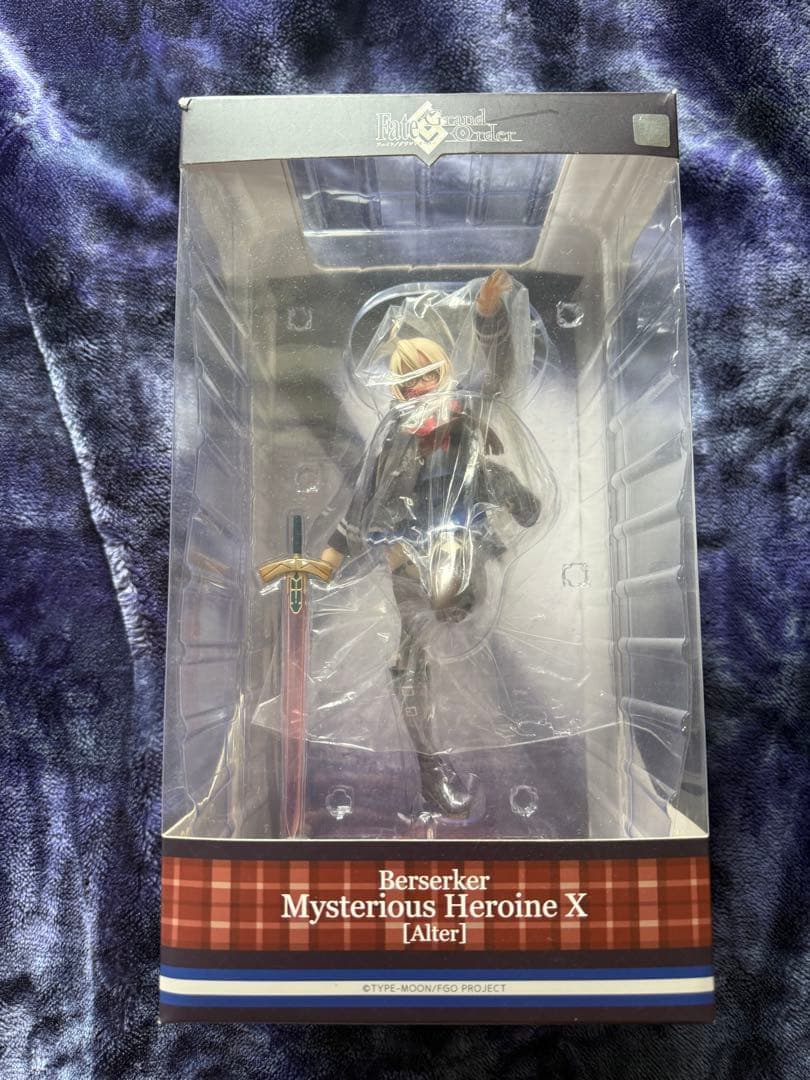 Fate Grand
Order
Berserker
Mysterious Heroine X
[Alter]
©TYPE-MOON/FGO PROJECT